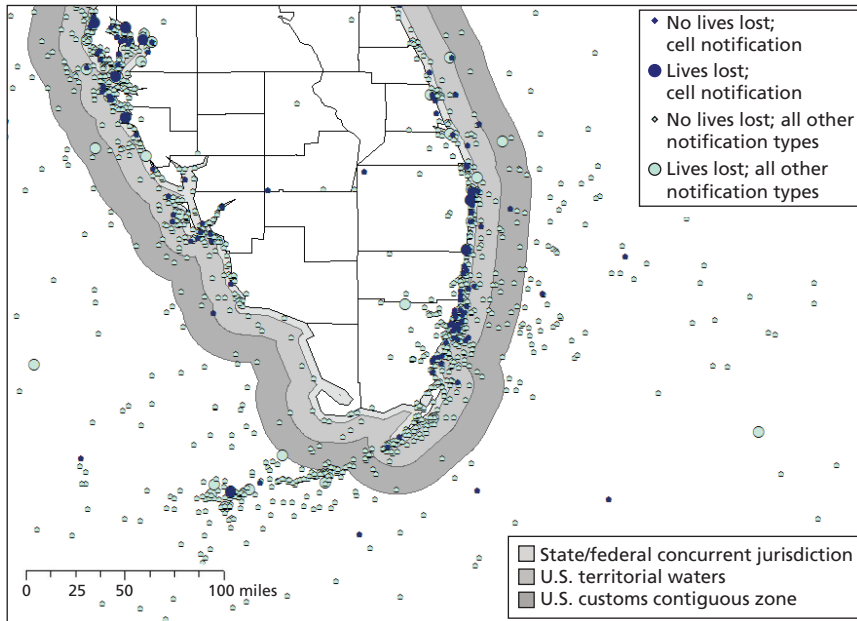 No lives lost;
cell notification
Lives lost;
cell notification
No lives lost; all other
notification types
Lives lost; all other
notification types
State/federal concurrent jurisdiction
U.S. territorial waters
U.S. customs contiguous zone
0 25 50 75 100 miles